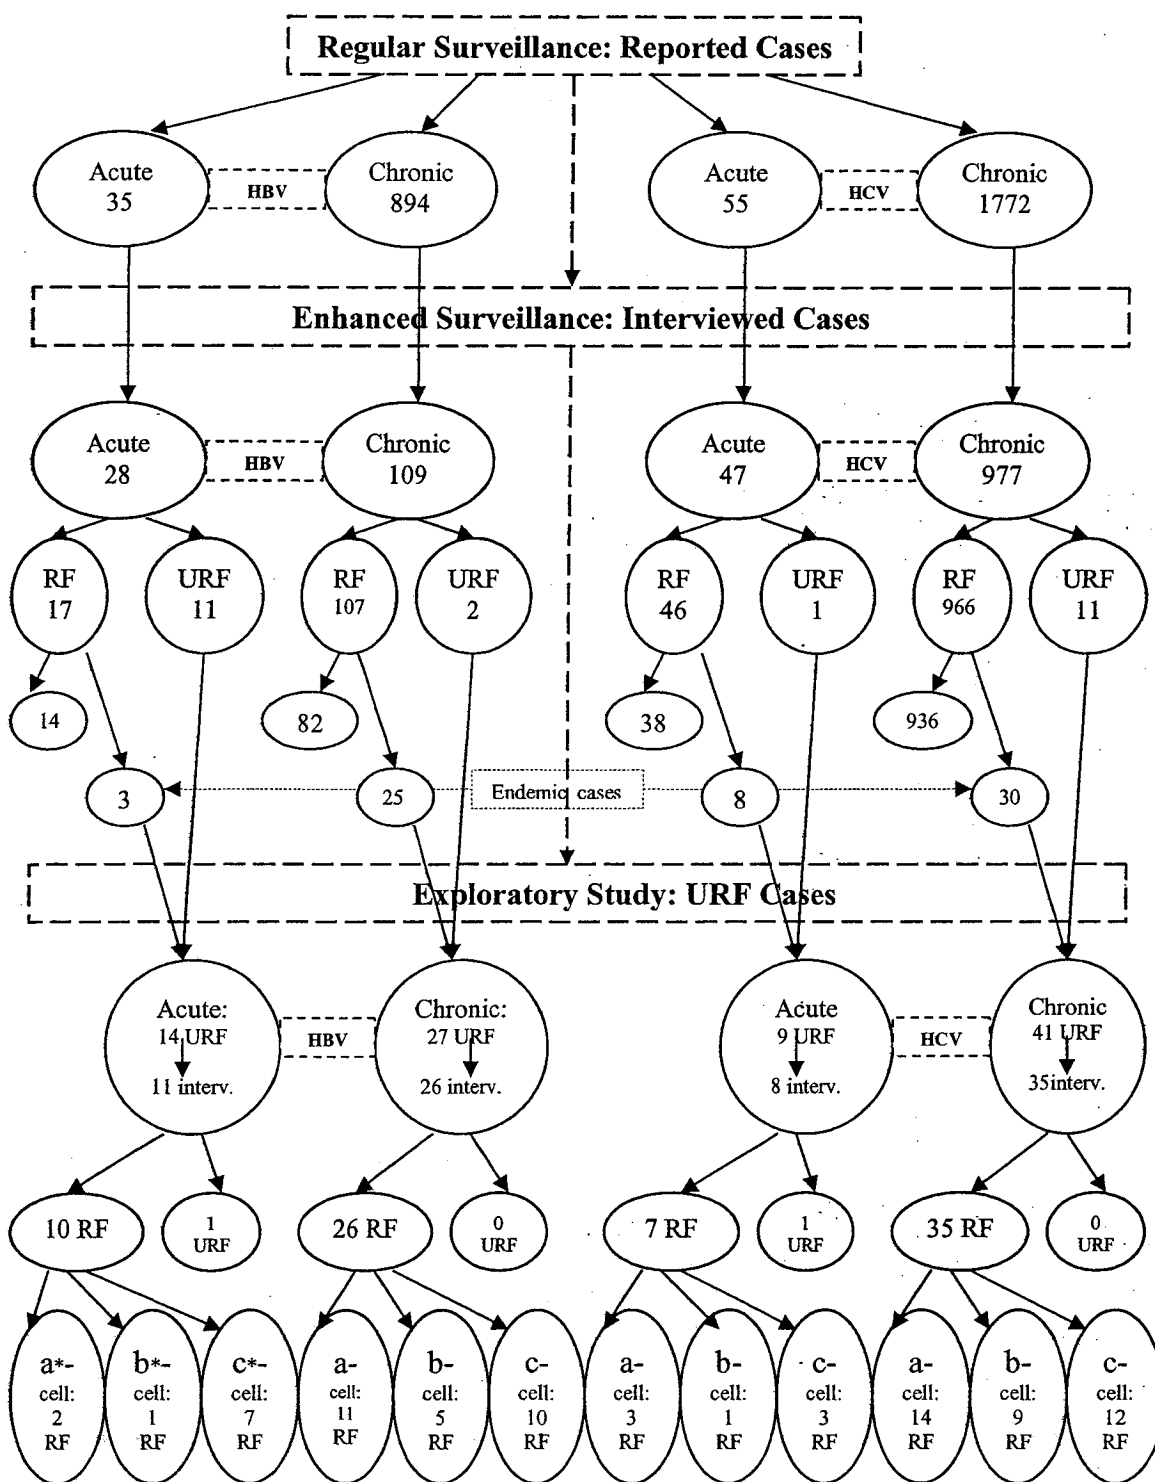 Regular Surveillance: Reported Cases
Acute
35
HBV
Chronic
894
Acute
55
HCV
Chronic
1772
Enhanced Surveillance: Interviewed Cases
Acute
28
HBV
Chronic
109
Acute
47
HCV
Chronic
977
RF
17
URF
11
RF
107
URF
2
RF
46
URF
1
RF
966
URF
11
14
82
38
936
3
25
Endemic cases
8
30
Exploratory Study: URF Cases
Acute:
14 URF
11 interv.
HBV
Chronic:
27 URF
26 interv.
Acute
9 URF
8 interv.
HCV
Chronic
41 URF
35interv.
10 RF
1
URF
26 RF
0
URF
7 RF
1
URF
35 RF
0
URF
a*-
cell:
2
RF
b*-
cell:
1
RF
c*-
cell:
7
RF
a-
cell:
11
RF
b-
cell:
5
RF
c-
cell:
10
RF
a-
cell:
3
RF
b-
cell:
1
RF
c-
cell:
3
RF
a-
cell:
14
RF
b-
cell:
9
RF
c-
cell:
12
RF